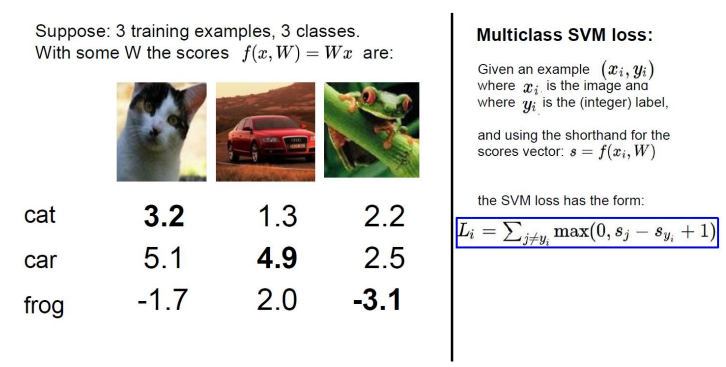 Suppose: 3 training examples, 3 classes.
With some W the scores f(x, W) = Wx are:
cat 3.2 1.3 2.2
car 5.1 4.9 2.5
frog -1.7 2.0 -3.1
Multiclass SVM loss:
Given an example (x_i, y_i)
where x_i is the image and
where y_i is the (integer) label,
and using the shorthand for the
scores vector: s = f(x_i, W)
the SVM loss has the form:
L_i = ∑_{j≠y_i} max(0, s_j − s_{y_i} + 1)